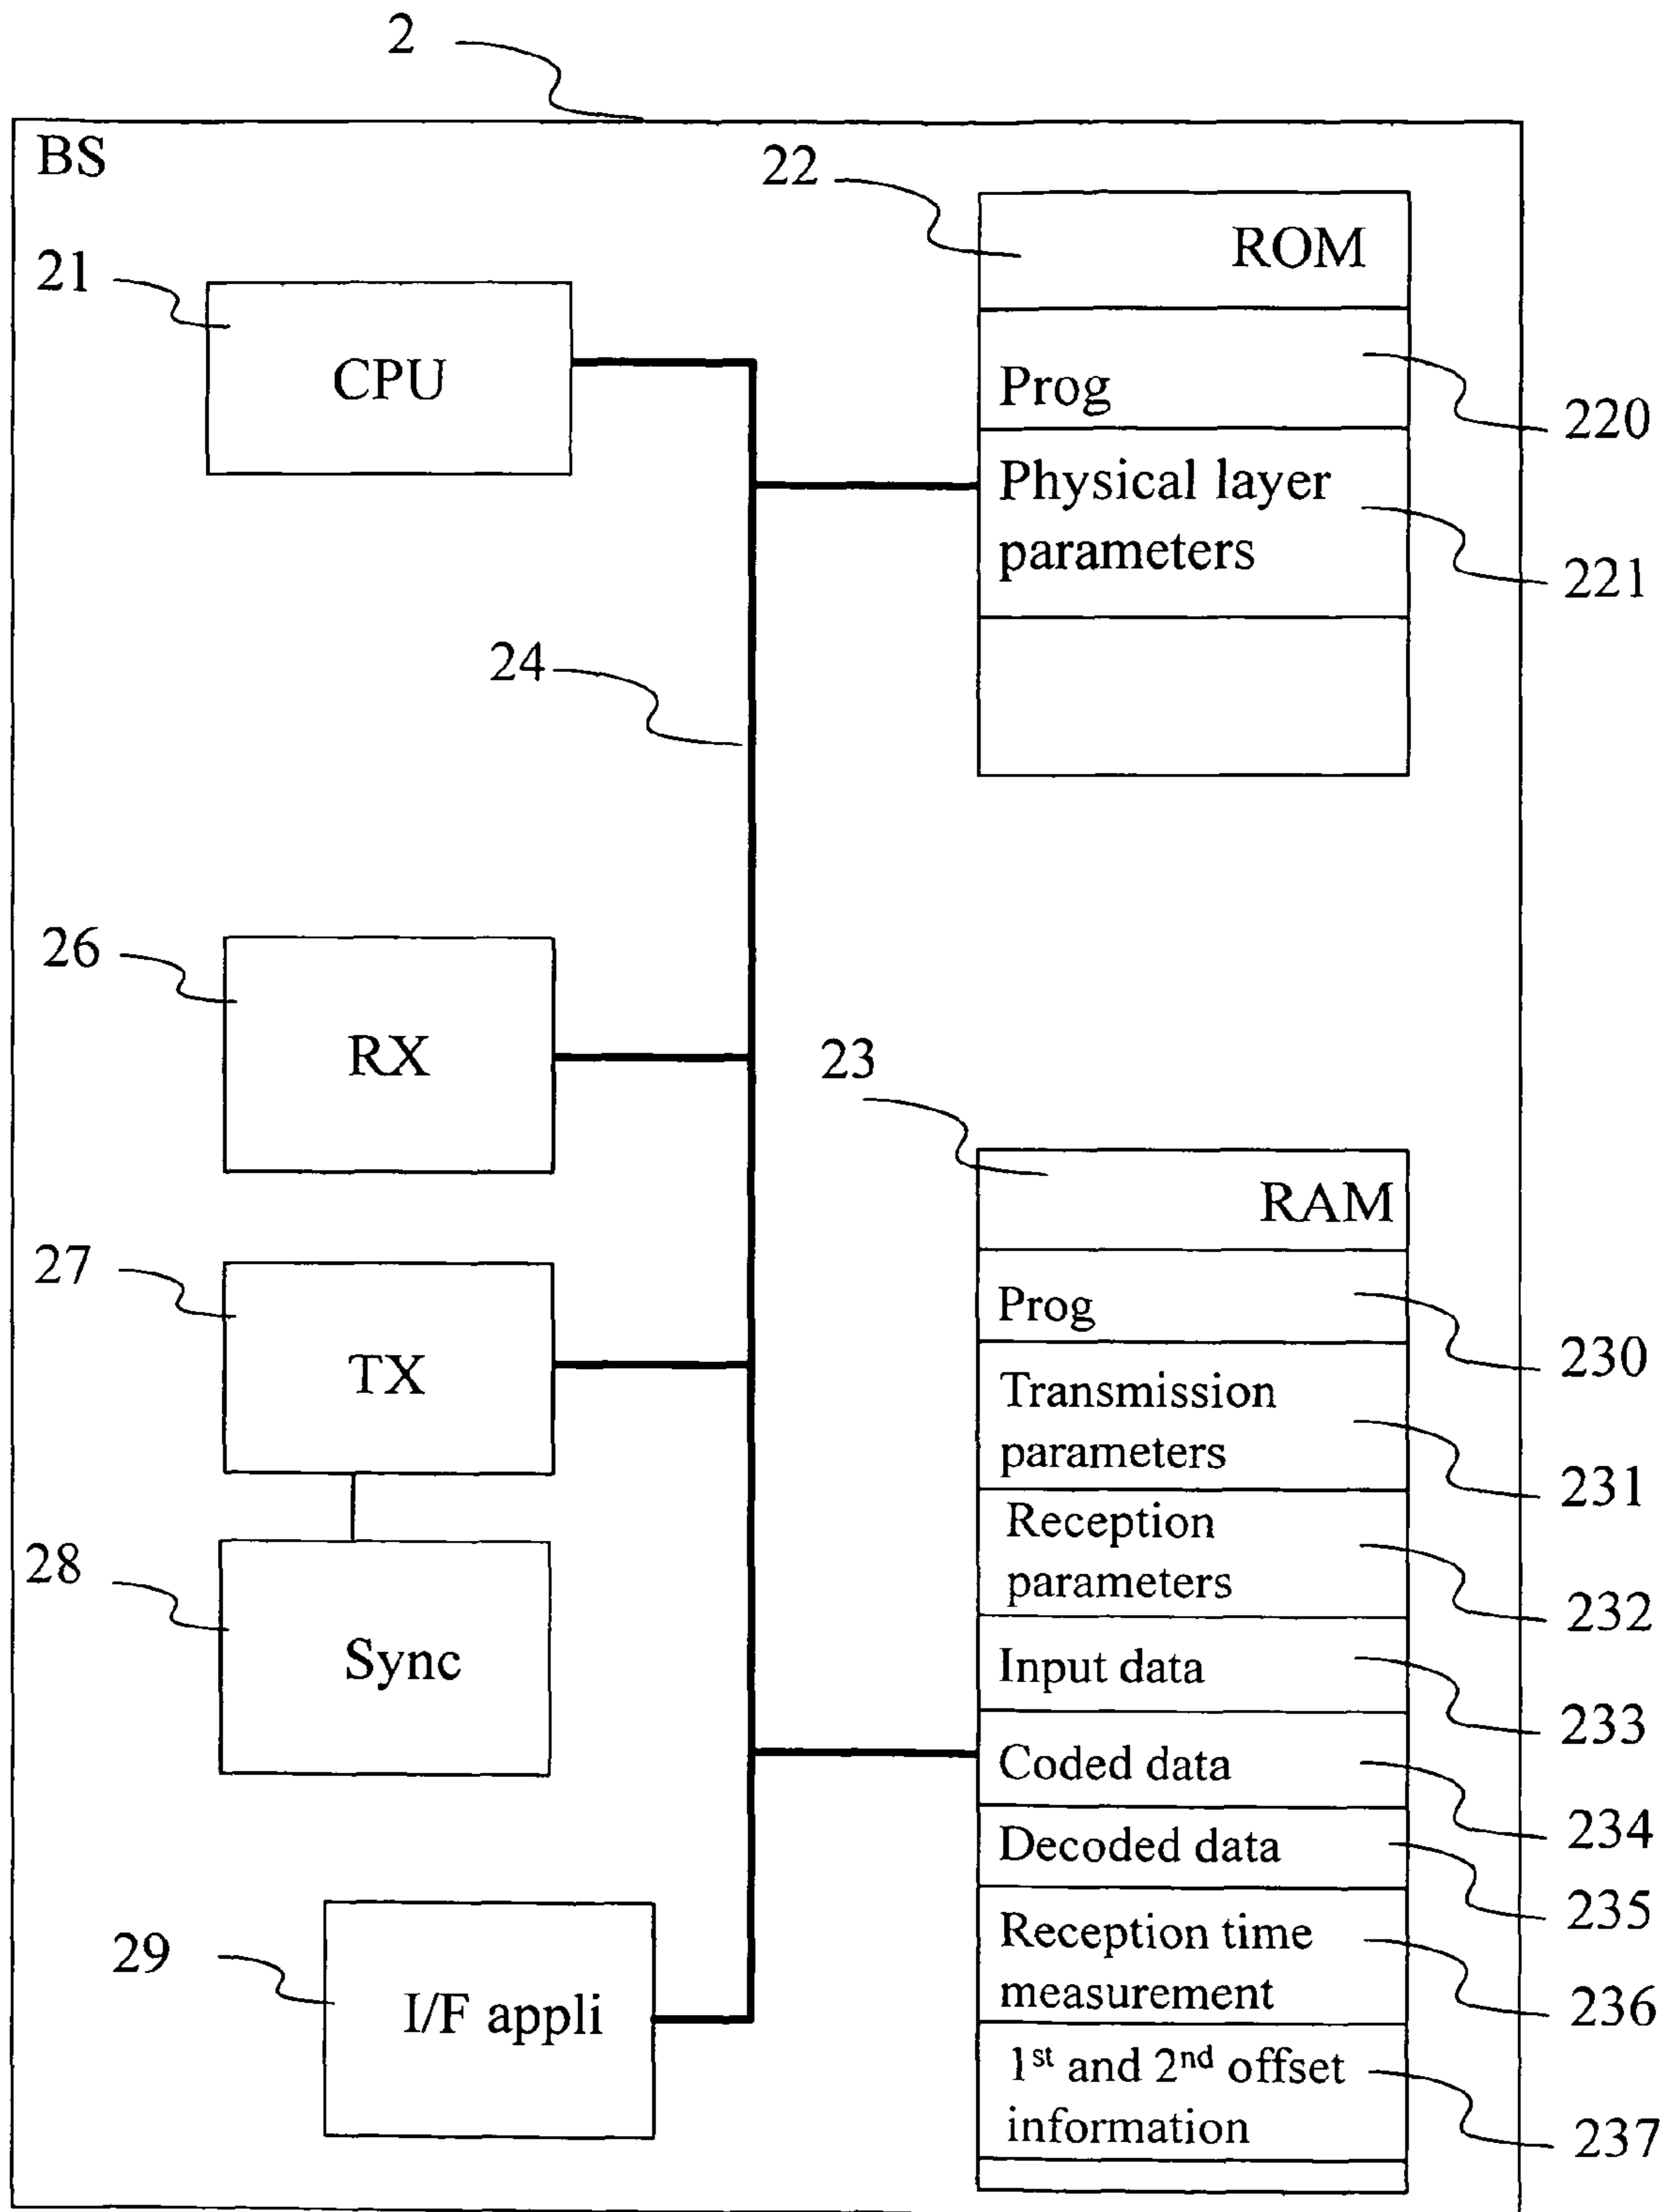 2
BS
22
ROM
21
CPU
Prog
220
Physical layer
parameters
221
24
26
RX
23
RAM
27
TX
Prog
230
Transmission
parameters
231
Reception
parameters
232
28
Sync
Input data
233
Coded data
234
Decoded data
235
29
I/F appli
Reception time
measurement
236
1st and 2nd offset
information
237